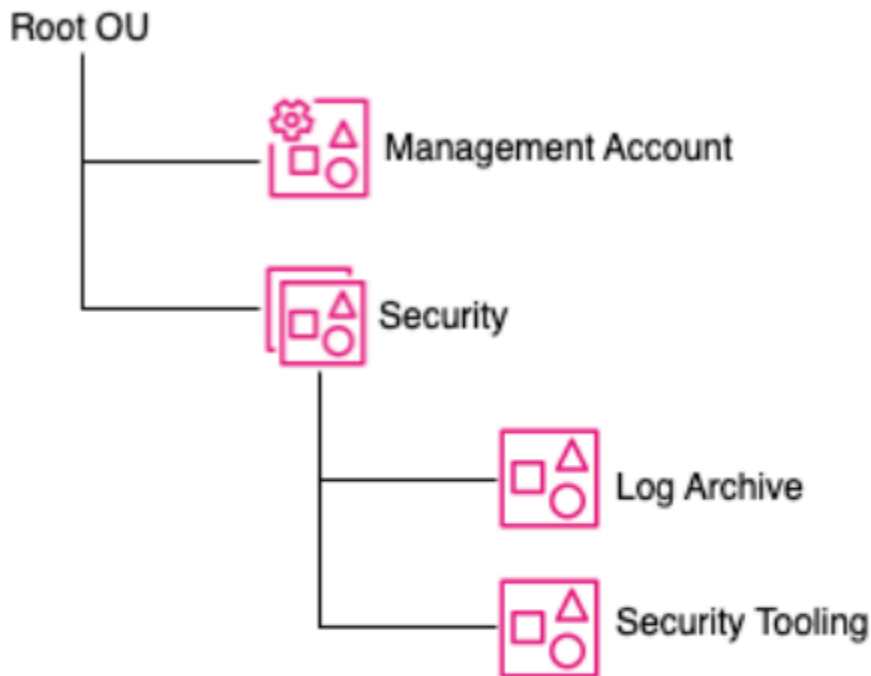 Root OU
Management Account
Security
Log Archive
Security Tooling